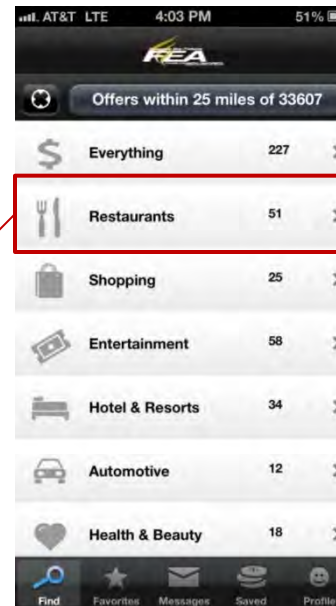 AT&T LTE 4:03 PM 51%
FEA
Offers within 25 miles of 33607
Everything 227
Restaurants 51
Shopping 25
Entertainment 58
Hotel & Resorts 34
Automotive 12
Health & Beauty 18
Find Favorites Messages Saved Profile